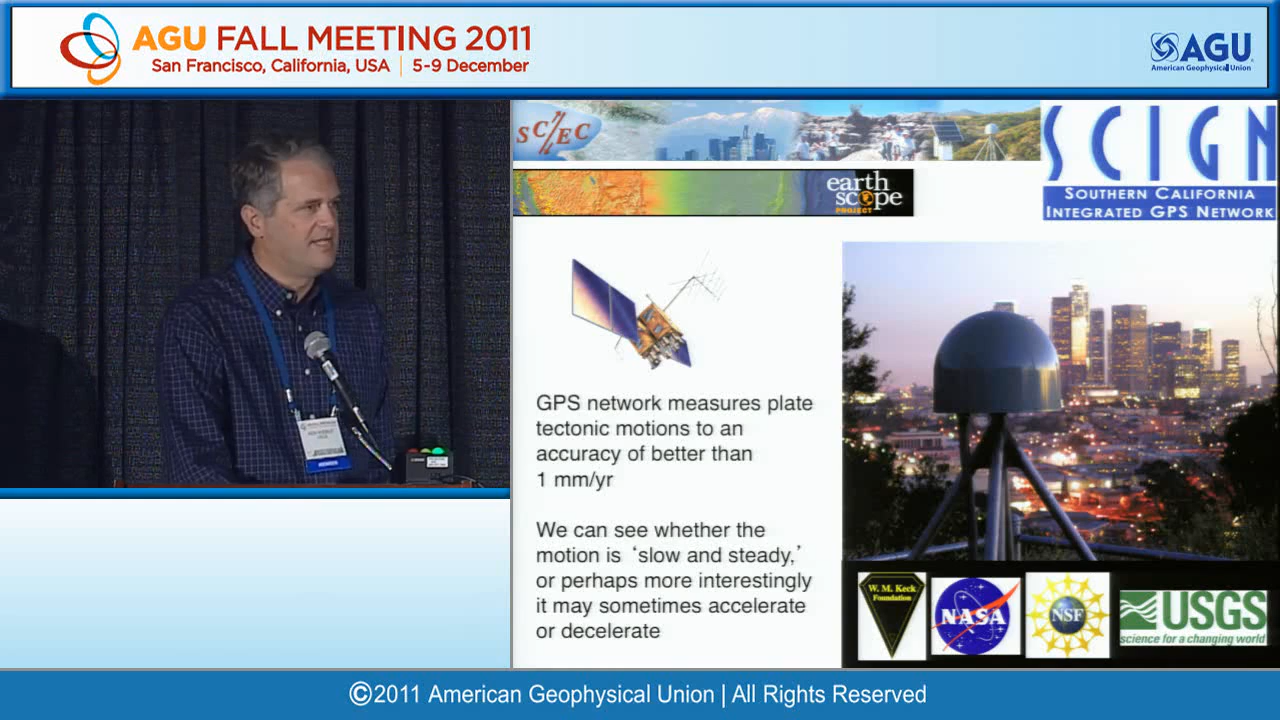 AGU FALL MEETING 2011
San Francisco, California, USA | 5-9 December
AGU
American Geophysical Union
SC/EC
earth
scope
PROJECT
SCIGN
SOUTHERN CALIFORNIA
INTEGRATED GPS NETWORK
GPS network measures plate
tectonic motions to an
accuracy of better than
1 mm/yr
We can see whether the
motion is ‘slow and steady,’
or perhaps more interestingly
it may sometimes accelerate
or decelerate
W. M. Keck
Foundation
NASA
NSF
USGS
science for a changing world
©2011 American Geophysical Union | All Rights Reserved